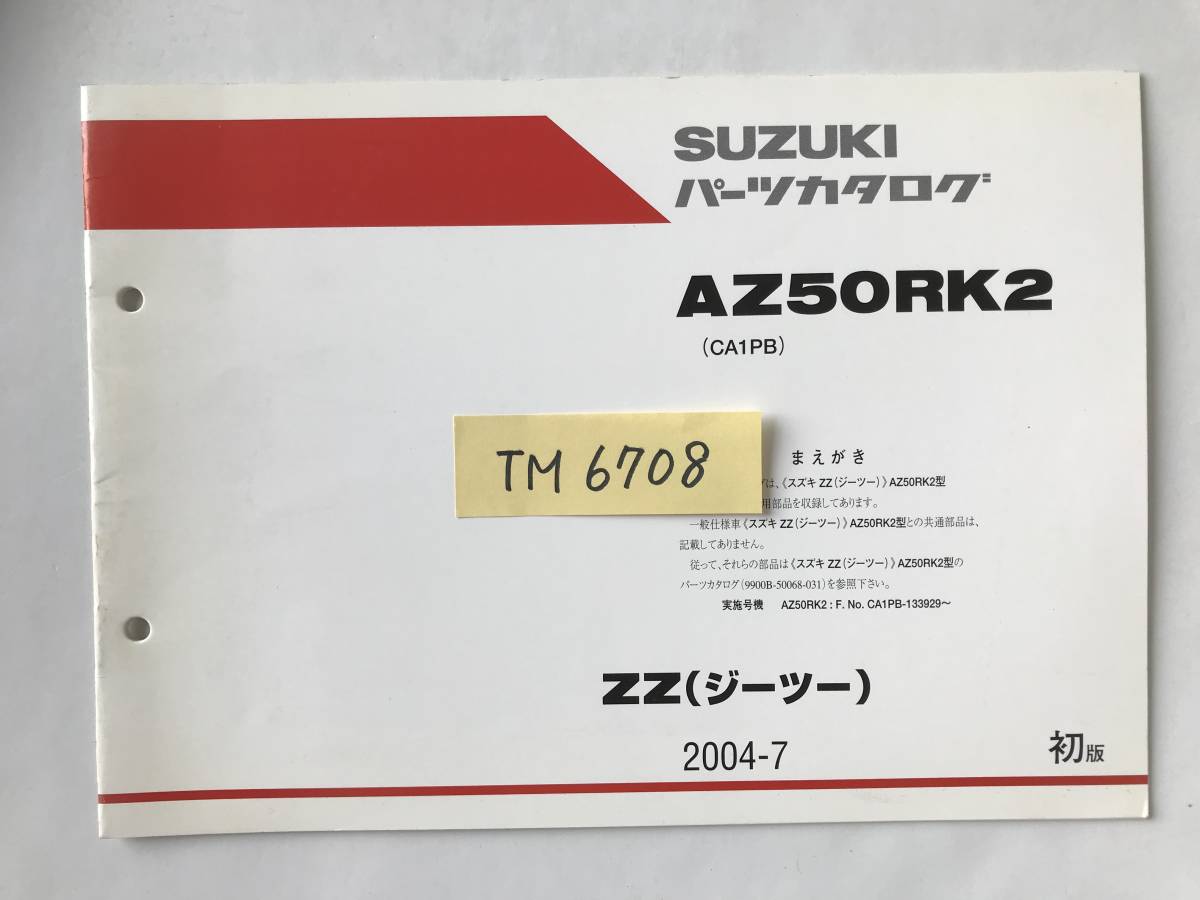 SUZUKI
パーツカタログ
AZ50RK2
(CA1PB)
TM 6708
まえがき
は、《スズキ ZZ(ジーツー)》AZ50RK2型
用部品を収録してあります。
一般仕様車《スズキ ZZ(ジーツー)》AZ50RK2型との共通部品は、
記載してありません。
従って、それらの部品は《スズキ ZZ(ジーツー)》AZ50RK2型の
パーツカタログ(9900B-50068-031)を参照下さい。
実施号機 AZ50RK2 : F. No. CA1PB-133929～
ZZ(ジーツー)
2004-7
初版